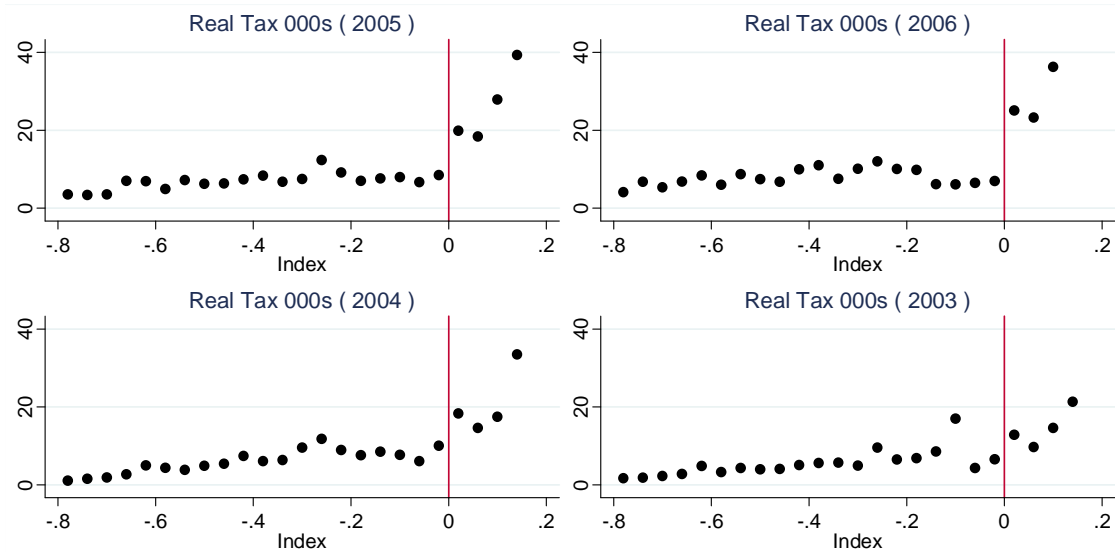 Real Tax 000s ( 2005 )
40
20
0
-.8 -.6 -.4 -.2 0 .2
Index
Real Tax 000s ( 2006 )
40
20
0
-.8 -.6 -.4 -.2 0 .2
Index
Real Tax 000s ( 2004 )
40
20
0
-.8 -.6 -.4 -.2 0 .2
Index
Real Tax 000s ( 2003 )
40
20
0
-.8 -.6 -.4 -.2 0 .2
Index